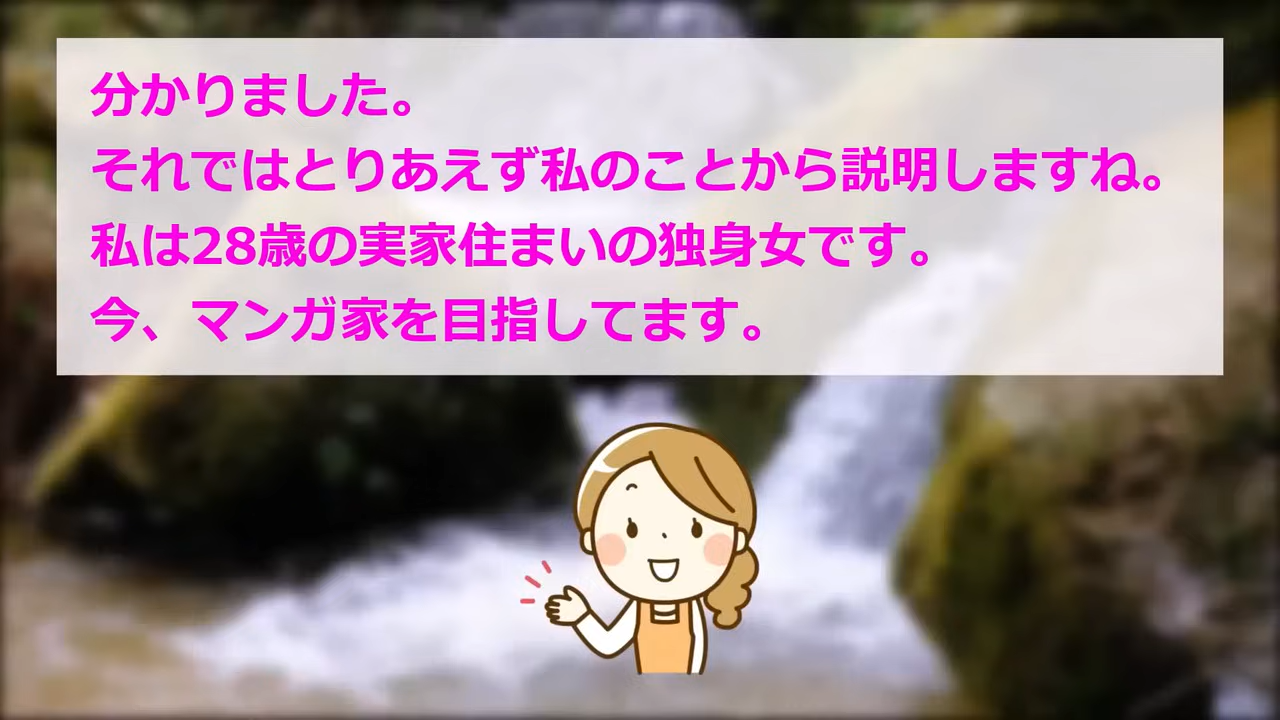 分かりました。
それではとりあえず私のことから説明しますね。
私は28歳の実家住まいの独身女です。
今、マンガ家を目指してます。